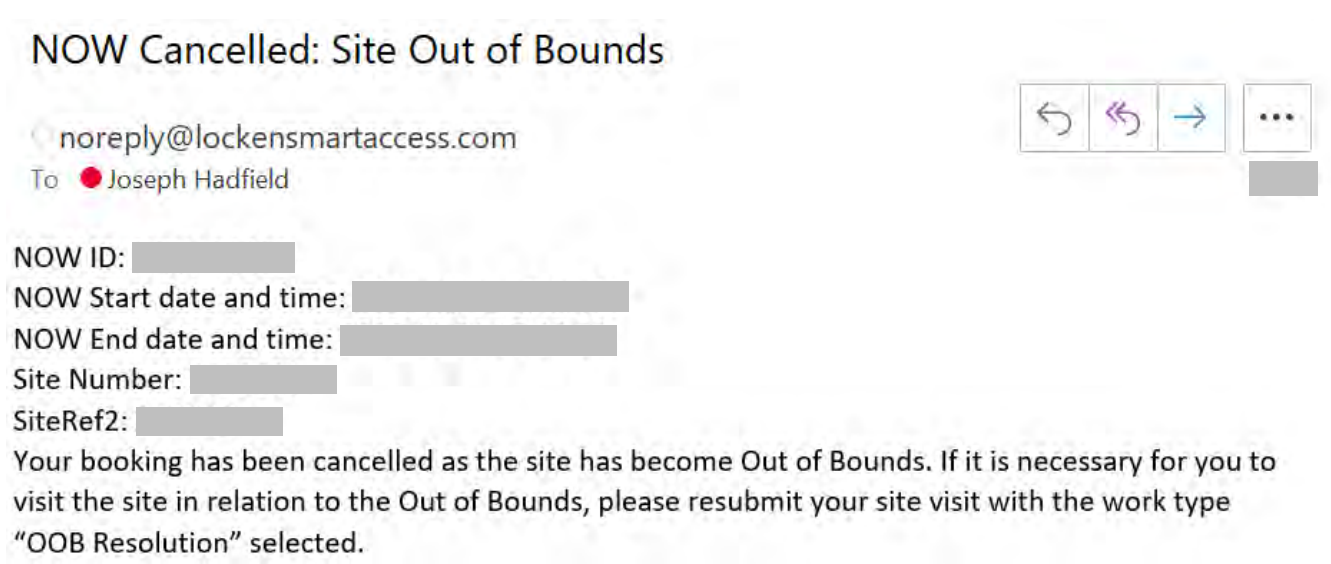 NOW Cancelled: Site Out of Bounds
noreply@lockensmartaccess.com
To Joseph Hadfield
NOW ID:
NOW Start date and time:
NOW End date and time:
Site Number:
SiteRef2:
Your booking has been cancelled as the site has become Out of Bounds. If it is necessary for you to
visit the site in relation to the Out of Bounds, please resubmit your site visit with the work type
“OOB Resolution” selected.